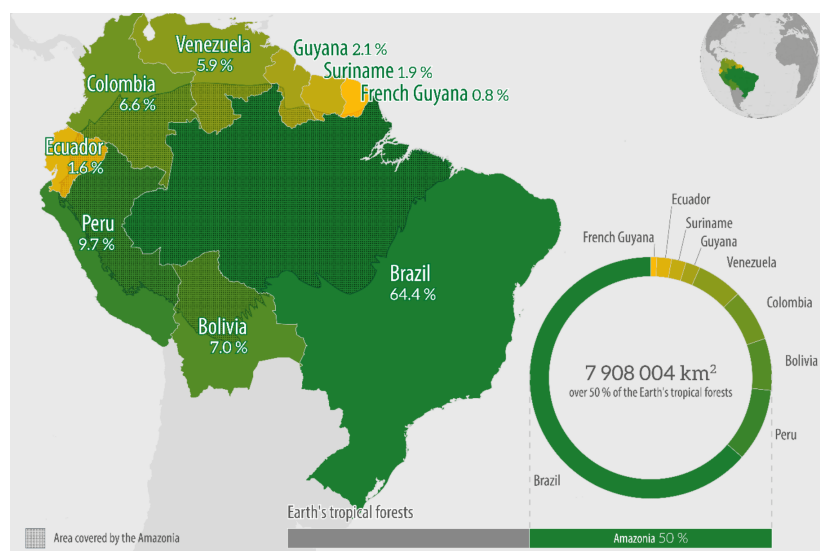 Venezuela
5.9 %
Guyana 2.1 %
Suriname 1.9 %
French Guyana 0.8 %
Colombia
6.6 %
Ecuador
1.6 %
Peru
9.7 %
Brazil
64.4 %
Bolivia
7.0 %
Ecuador
Suriname
Guyana
French Guyana
Venezuela
Colombia
Bolivia
Peru
Brazil
7 908 004 km²
over 50 % of the Earth's tropical forests
Earth's tropical forests
Amazonia 50 %
Area covered by the Amazonia